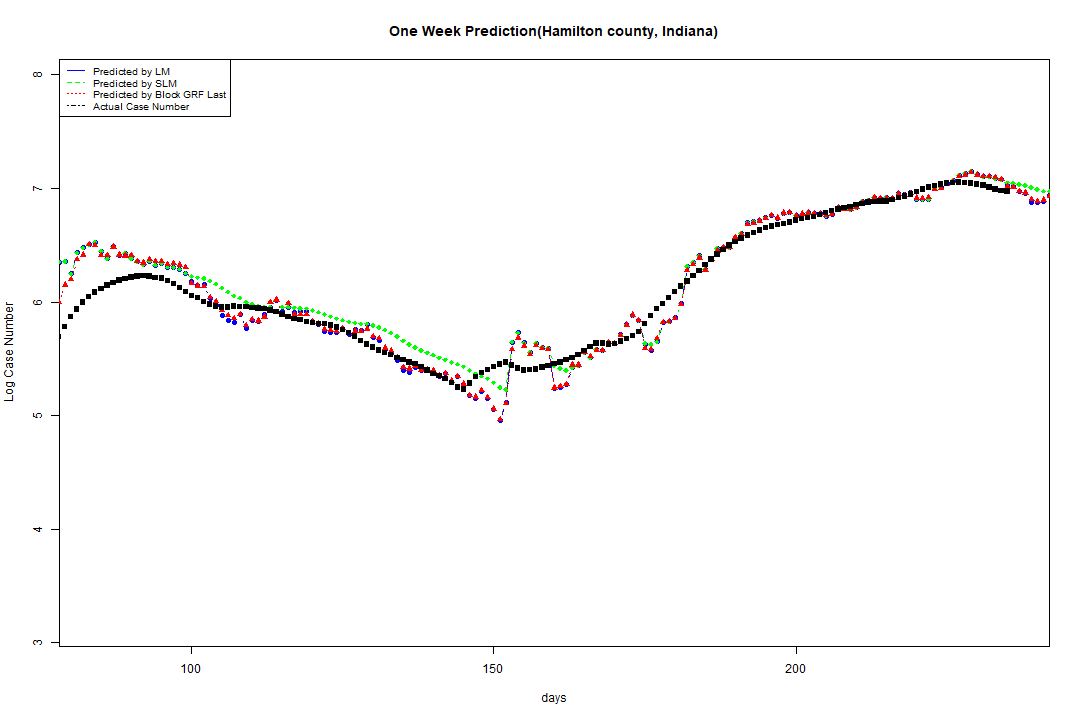 One Week Prediction(Hamilton county, Indiana)
Predicted by LM
Predicted by SLM
Predicted by Block GRF Last
Actual Case Number
8
7
6
5
4
3
Log Case Number
100 150 200
days